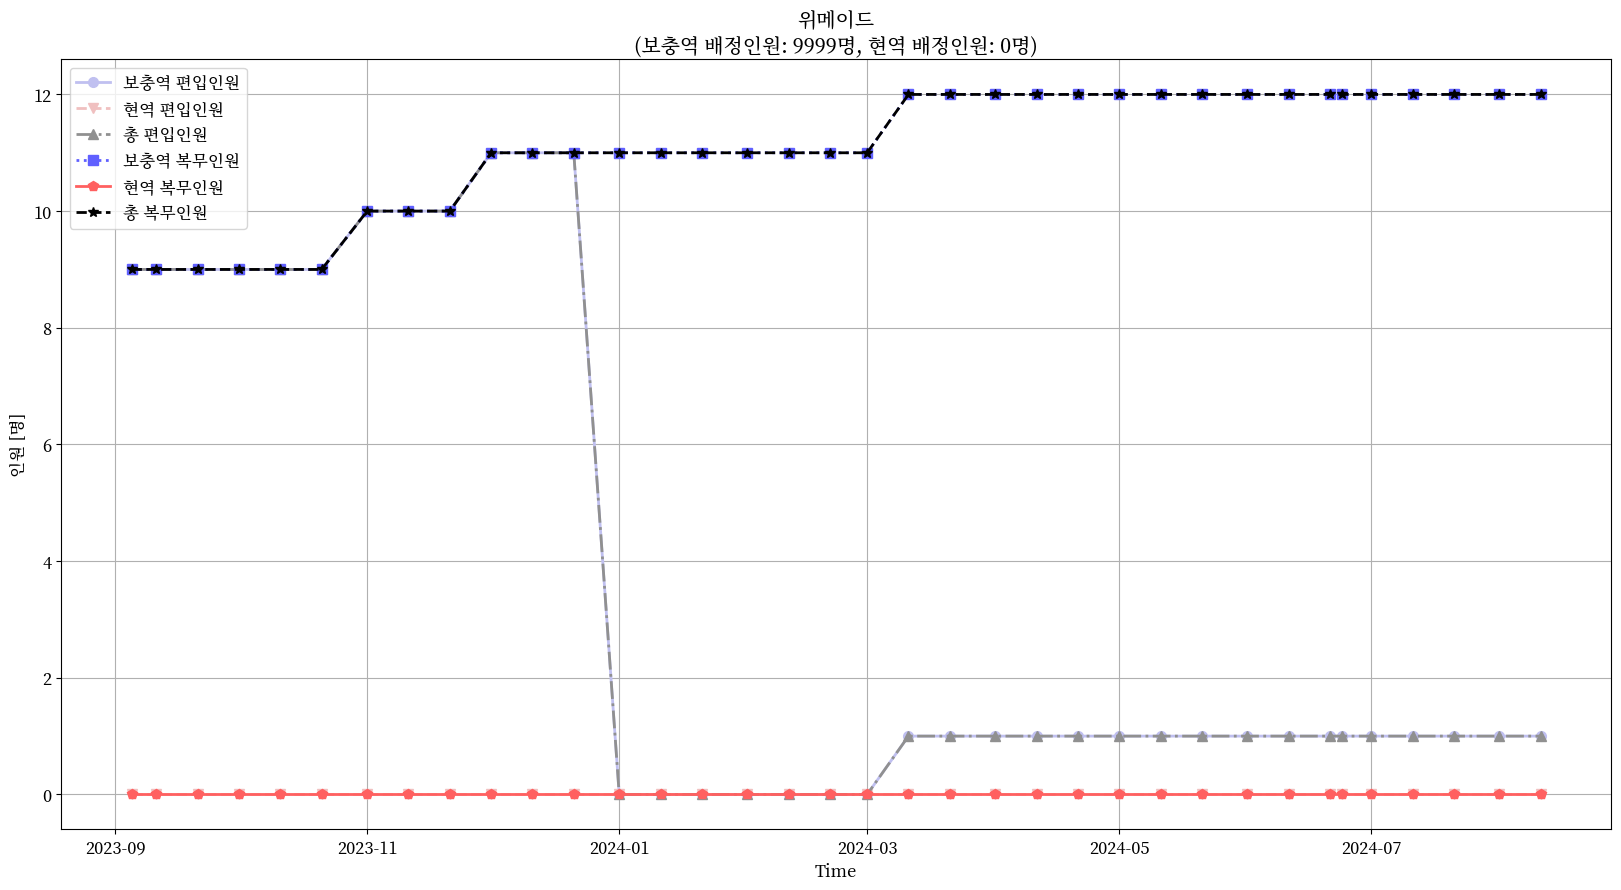 위메이드
(보충역 배정인원: 9999명, 현역 배정인원: 0명)
보충역 편입인원
현역 편입인원
총 편입인원
보충역 복무인원
현역 복무인원
총 복무인원
12
10
8
6
4
2
0
인원 [명]
2023-09
2023-11
2024-01
2024-03
2024-05
2024-07
Time